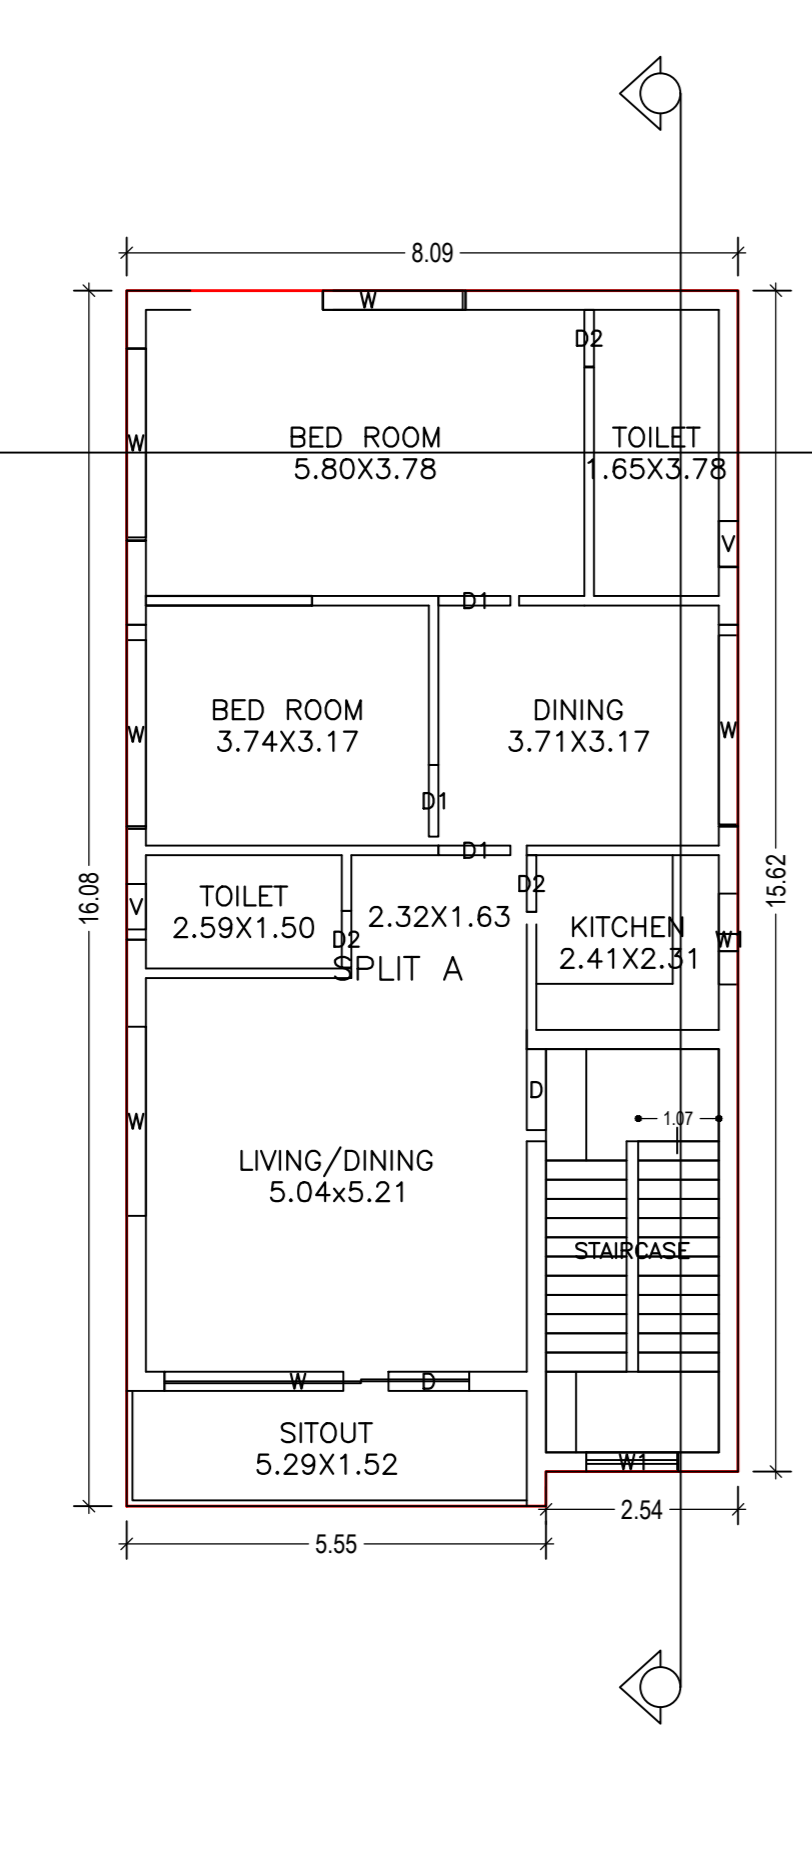 8.09
W
D2
W
BED ROOM
5.80X3.78
TOILET
1.65X3.78
V
D1
BED ROOM
3.74X3.17
DINING
3.71X3.17
W
W
D1
D1
16.08
15.62
V
TOILET
2.59X1.50
D2
2.32X1.63
D2
KITCHEN
2.41X2.31
W1
SPLIT A
D
W
1.07
LIVING/DINING
5.04x5.21
STAIRCASE
W
D
SITOUT
5.29X1.52
W1
2.54
5.55